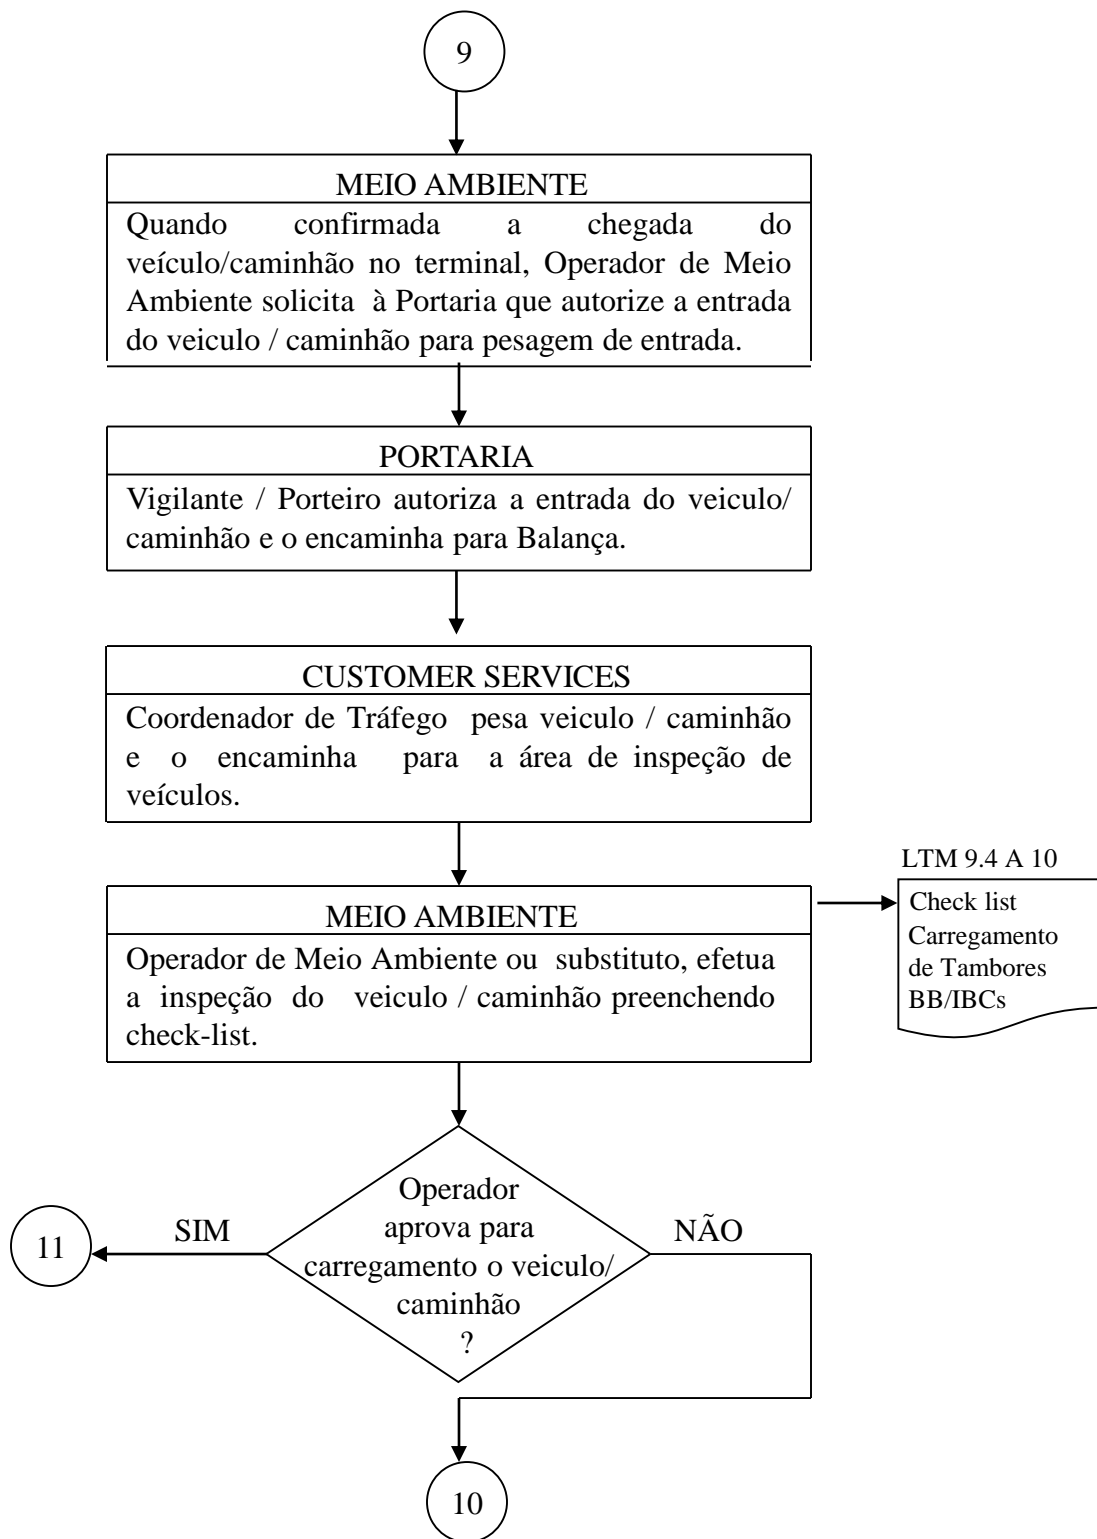 9
MEIO AMBIENTE
Quando confirmada a chegada do
veículo/caminhão no terminal, Operador de Meio
Ambiente solicita à Portaria que autorize a entrada
do veiculo / caminhão para pesagem de entrada.
PORTARIA
Vigilante / Porteiro autoriza a entrada do veiculo/
caminhão e o encaminha para Balança.
CUSTOMER SERVICES
Coordenador de Tráfego pesa veiculo / caminhão
e o encaminha para a área de inspeção de
veículos.
MEIO AMBIENTE
Operador de Meio Ambiente ou substituto, efetua
a inspeção do veiculo / caminhão preenchendo
check-list.
LTM 9.4 A 10
Check list
Carregamento
de Tambores
BB/IBCs
Operador
aprova para
carregamento o veiculo/
caminhão
?
SIM
NÃO
11
10